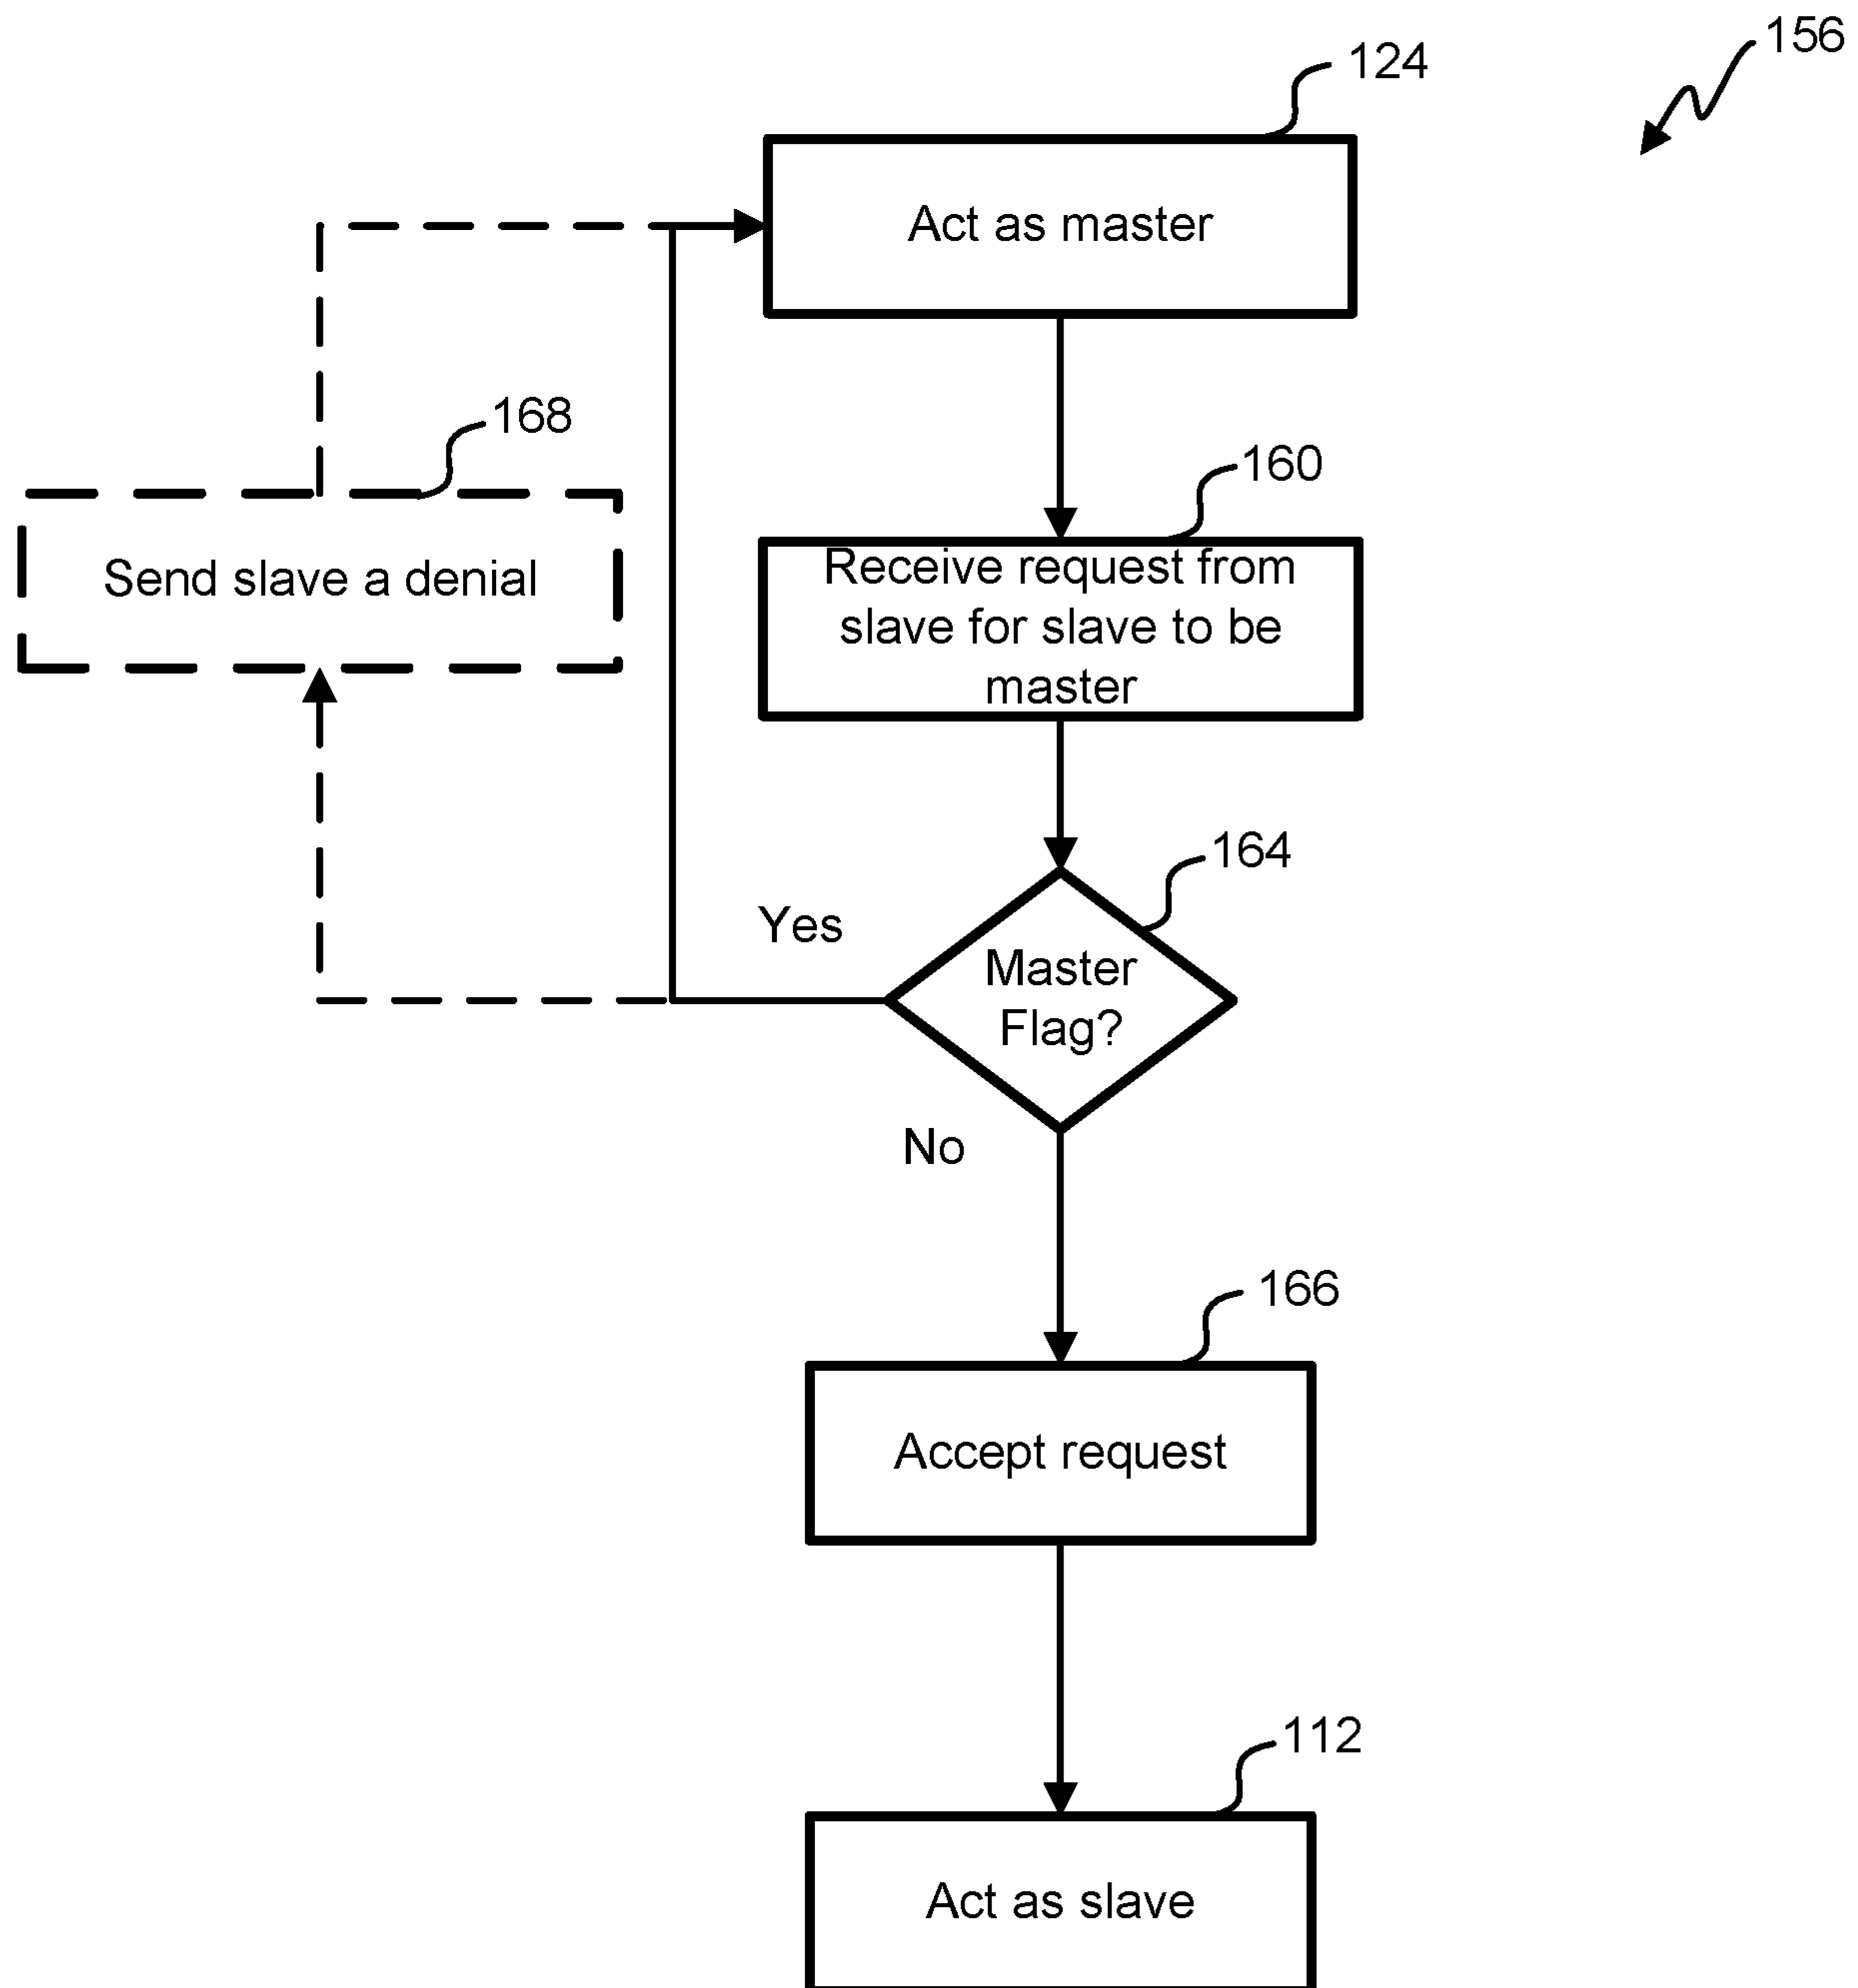 156
124
Act as master
168
160
Send slave a denial
Receive request from
slave for slave to be
master
164
Yes
Master
Flag?
No
166
Accept request
112
Act as slave